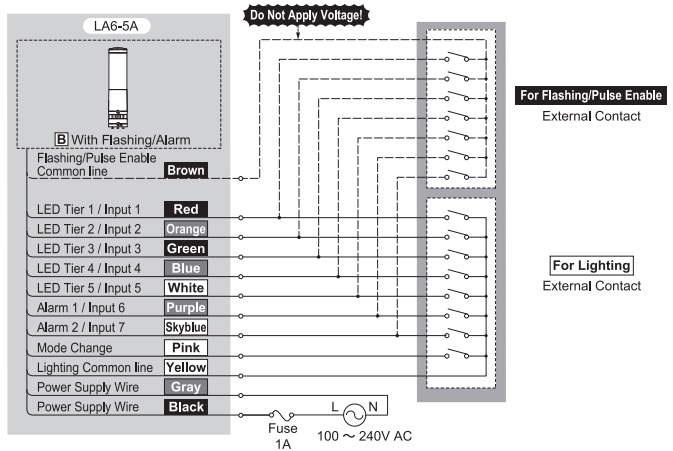 LA6-5A
Do Not Apply Voltage!
B With Flashing/Alarm
Flashing/Pulse Enable
Common line Brown
LED Tier 1 / Input 1 Red
LED Tier 2 / Input 2 Orange
LED Tier 3 / Input 3 Green
LED Tier 4 / Input 4 Blue
LED Tier 5 / Input 5 White
Alarm 1 / Input 6 Purple
Alarm 2 / Input 7 Skyblue
Mode Change Pink
Lighting Common line Yellow
Power Supply Wire Gray
Power Supply Wire Black
Fuse
1A
L N
100 ~ 240V AC
For Flashing/Pulse Enable
External Contact
For Lighting
External Contact